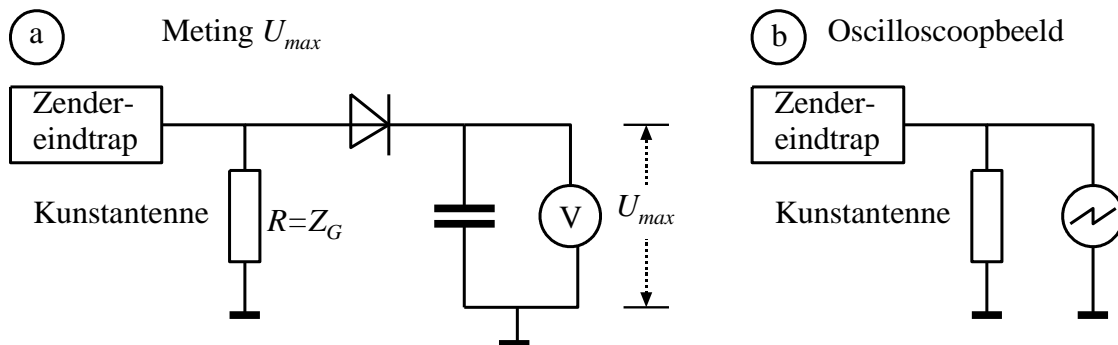 a
Meting U_max
Zender-
eindtrap
Kunstantenne
R=Z_G
V
U_max
b
Oscilloscoopbeeld
Zender-
eindtrap
Kunstantenne